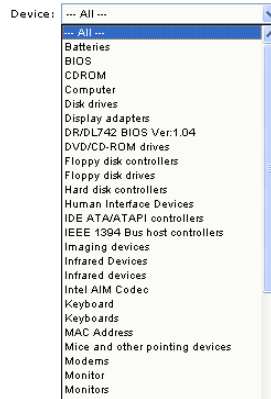 Device: --- All ---
--- All ---
Batteries
BIOS
CDROM
Computer
Disk drives
Display adapters
DR/DL742 BIOS Ver:1.04
DVD/CD-ROM drives
Floppy disk controllers
Floppy disk drives
Hard disk controllers
Human Interface Devices
IDE ATA/ATAPI controllers
IEEE 1394 Bus host controllers
Imaging devices
Infrared Devices
Infrared devices
Intel AIM Codec
Keyboard
Keyboards
MAC Address
Mice and other pointing devices
Modems
Monitor
Monitors